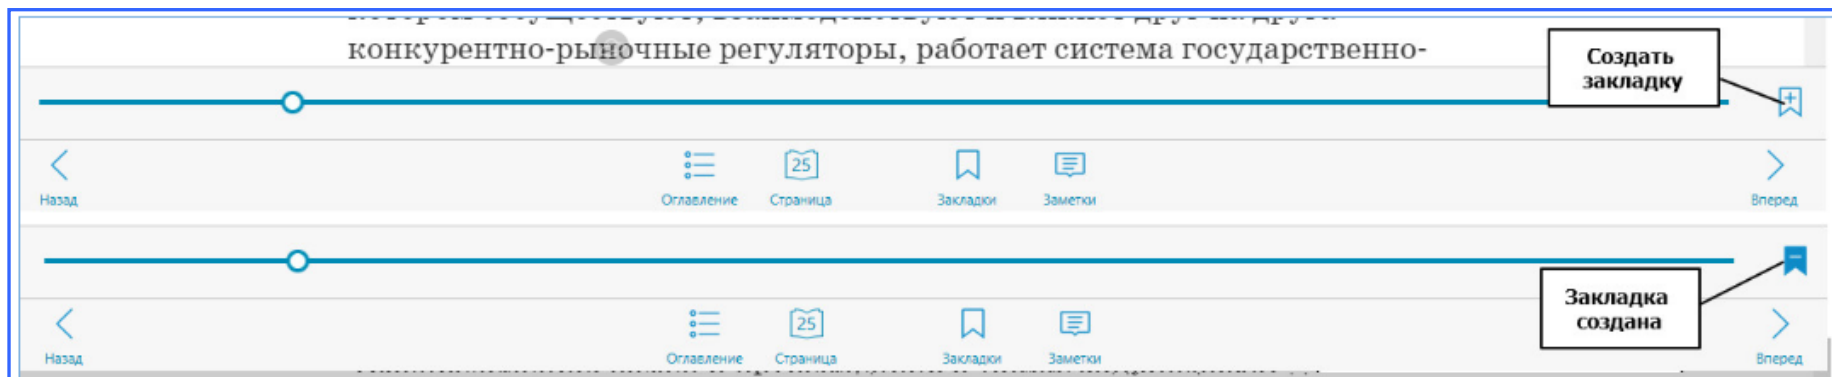 конкурентно-рыночные регуляторы, работает система государственно-
Создать
закладку
25
Назад
Оглавление Страница Закладки Заметки
Вперед
Закладка
создана
25
Назад
Оглавление Страница Закладки Заметки
Вперед